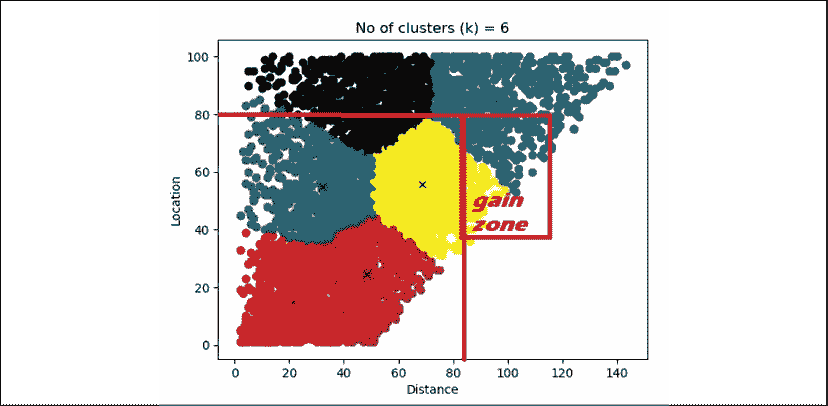 No of clusters (k) = 6
100
80
60
40
20
0
Location
gain
zone
0 20 40 60 80 100 120 140
Distance